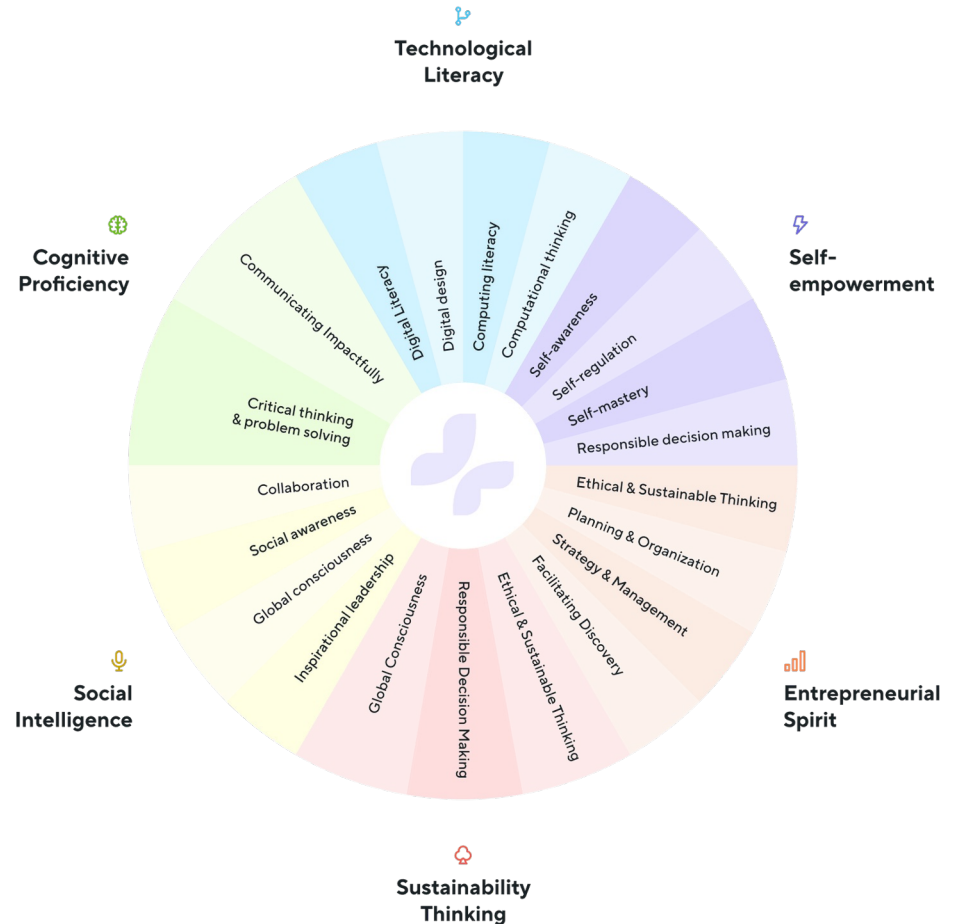 Technological
Literacy
Self-
empowerment
Entrepreneurial
Spirit
Sustainability
Thinking
Social
Intelligence
Cognitive
Proficiency
Digital Literacy
Digital design
Computing literacy
Computational thinking
Self-awareness
Self-regulation
Self-mastery
Responsible decision making
Ethical & Sustainable Thinking
Planning & Organization
Strategy & Management
Facilitating Discovery
Ethical & Sustainable Thinking
Responsible Decision Making
Global Consciousness
Inspirational leadership
Global consciousness
Social awareness
Collaboration
Critical thinking
& problem solving
Communicating Impactfully